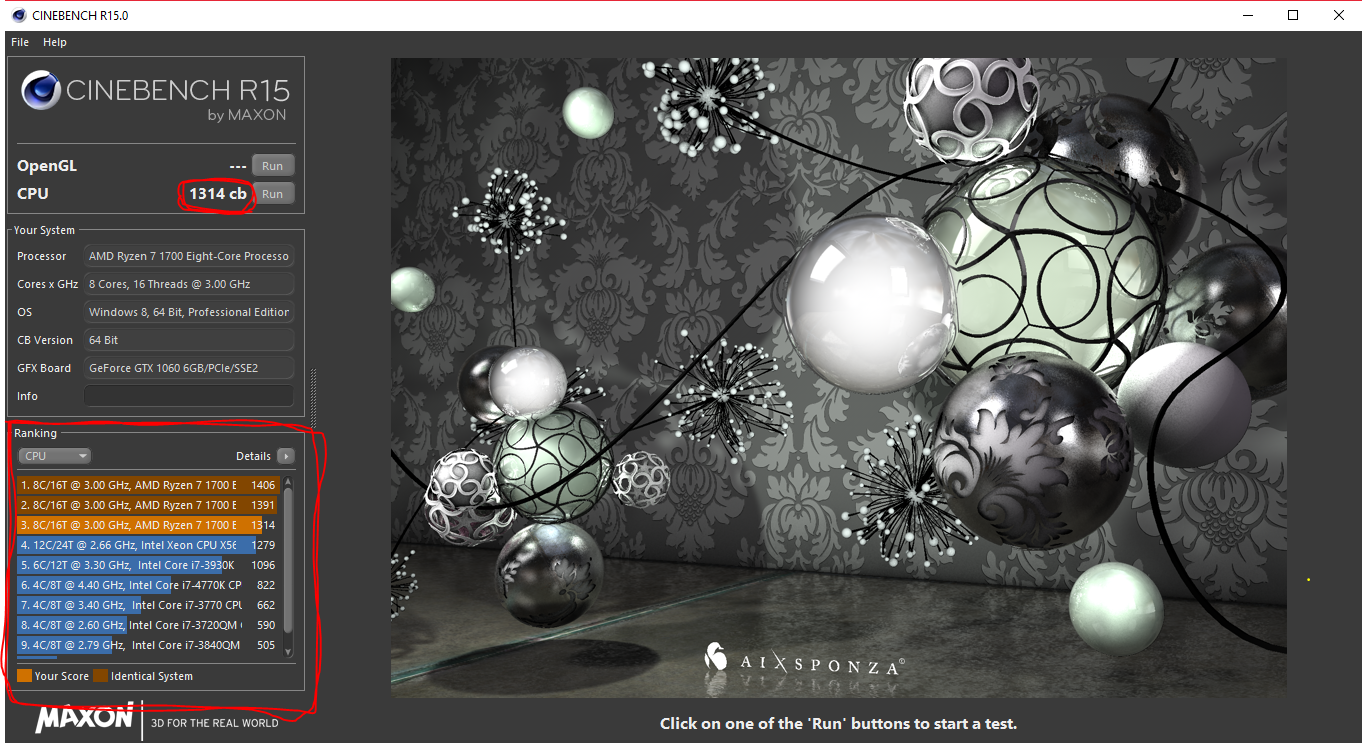 CINEBENCH R15.0
File Help
CINEBENCH R15
by MAXON
OpenGL --- Run
CPU 1314 cb Run
Your System
Processor AMD Ryzen 7 1700 Eight-Core Processo
Cores x GHz 8 Cores, 16 Threads @ 3.00 GHz
OS Windows 8, 64 Bit, Professional Edition
CB Version 64 Bit
GFX Board GeForce GTX 1060 6GB/PCIe/SSE2
Info
Ranking
CPU Details
1. 8C/16T @ 3.00 GHz, AMD Ryzen 7 1700 E 1406
2. 8C/16T @ 3.00 GHz, AMD Ryzen 7 1700 E 1391
3. 8C/16T @ 3.00 GHz, AMD Ryzen 7 1700 E 1314
4. 12C/24T @ 2.66 GHz, Intel Xeon CPU X56 1279
5. 6C/12T @ 3.30 GHz, Intel Core i7-3930K 1096
6. 4C/8T @ 4.40 GHz, Intel Core i7-4770K CP 822
7. 4C/8T @ 3.40 GHz, Intel Core i7-3770 CPU 662
8. 4C/8T @ 2.60 GHz, Intel Core i7-3720QM 590
9. 4C/8T @ 2.79 GHz, Intel Core i7-3840QM 505
Your Score Identical System
MAXON 3D FOR THE REAL WORLD
AIXSPONZA®
Click on one of the 'Run' buttons to start a test.